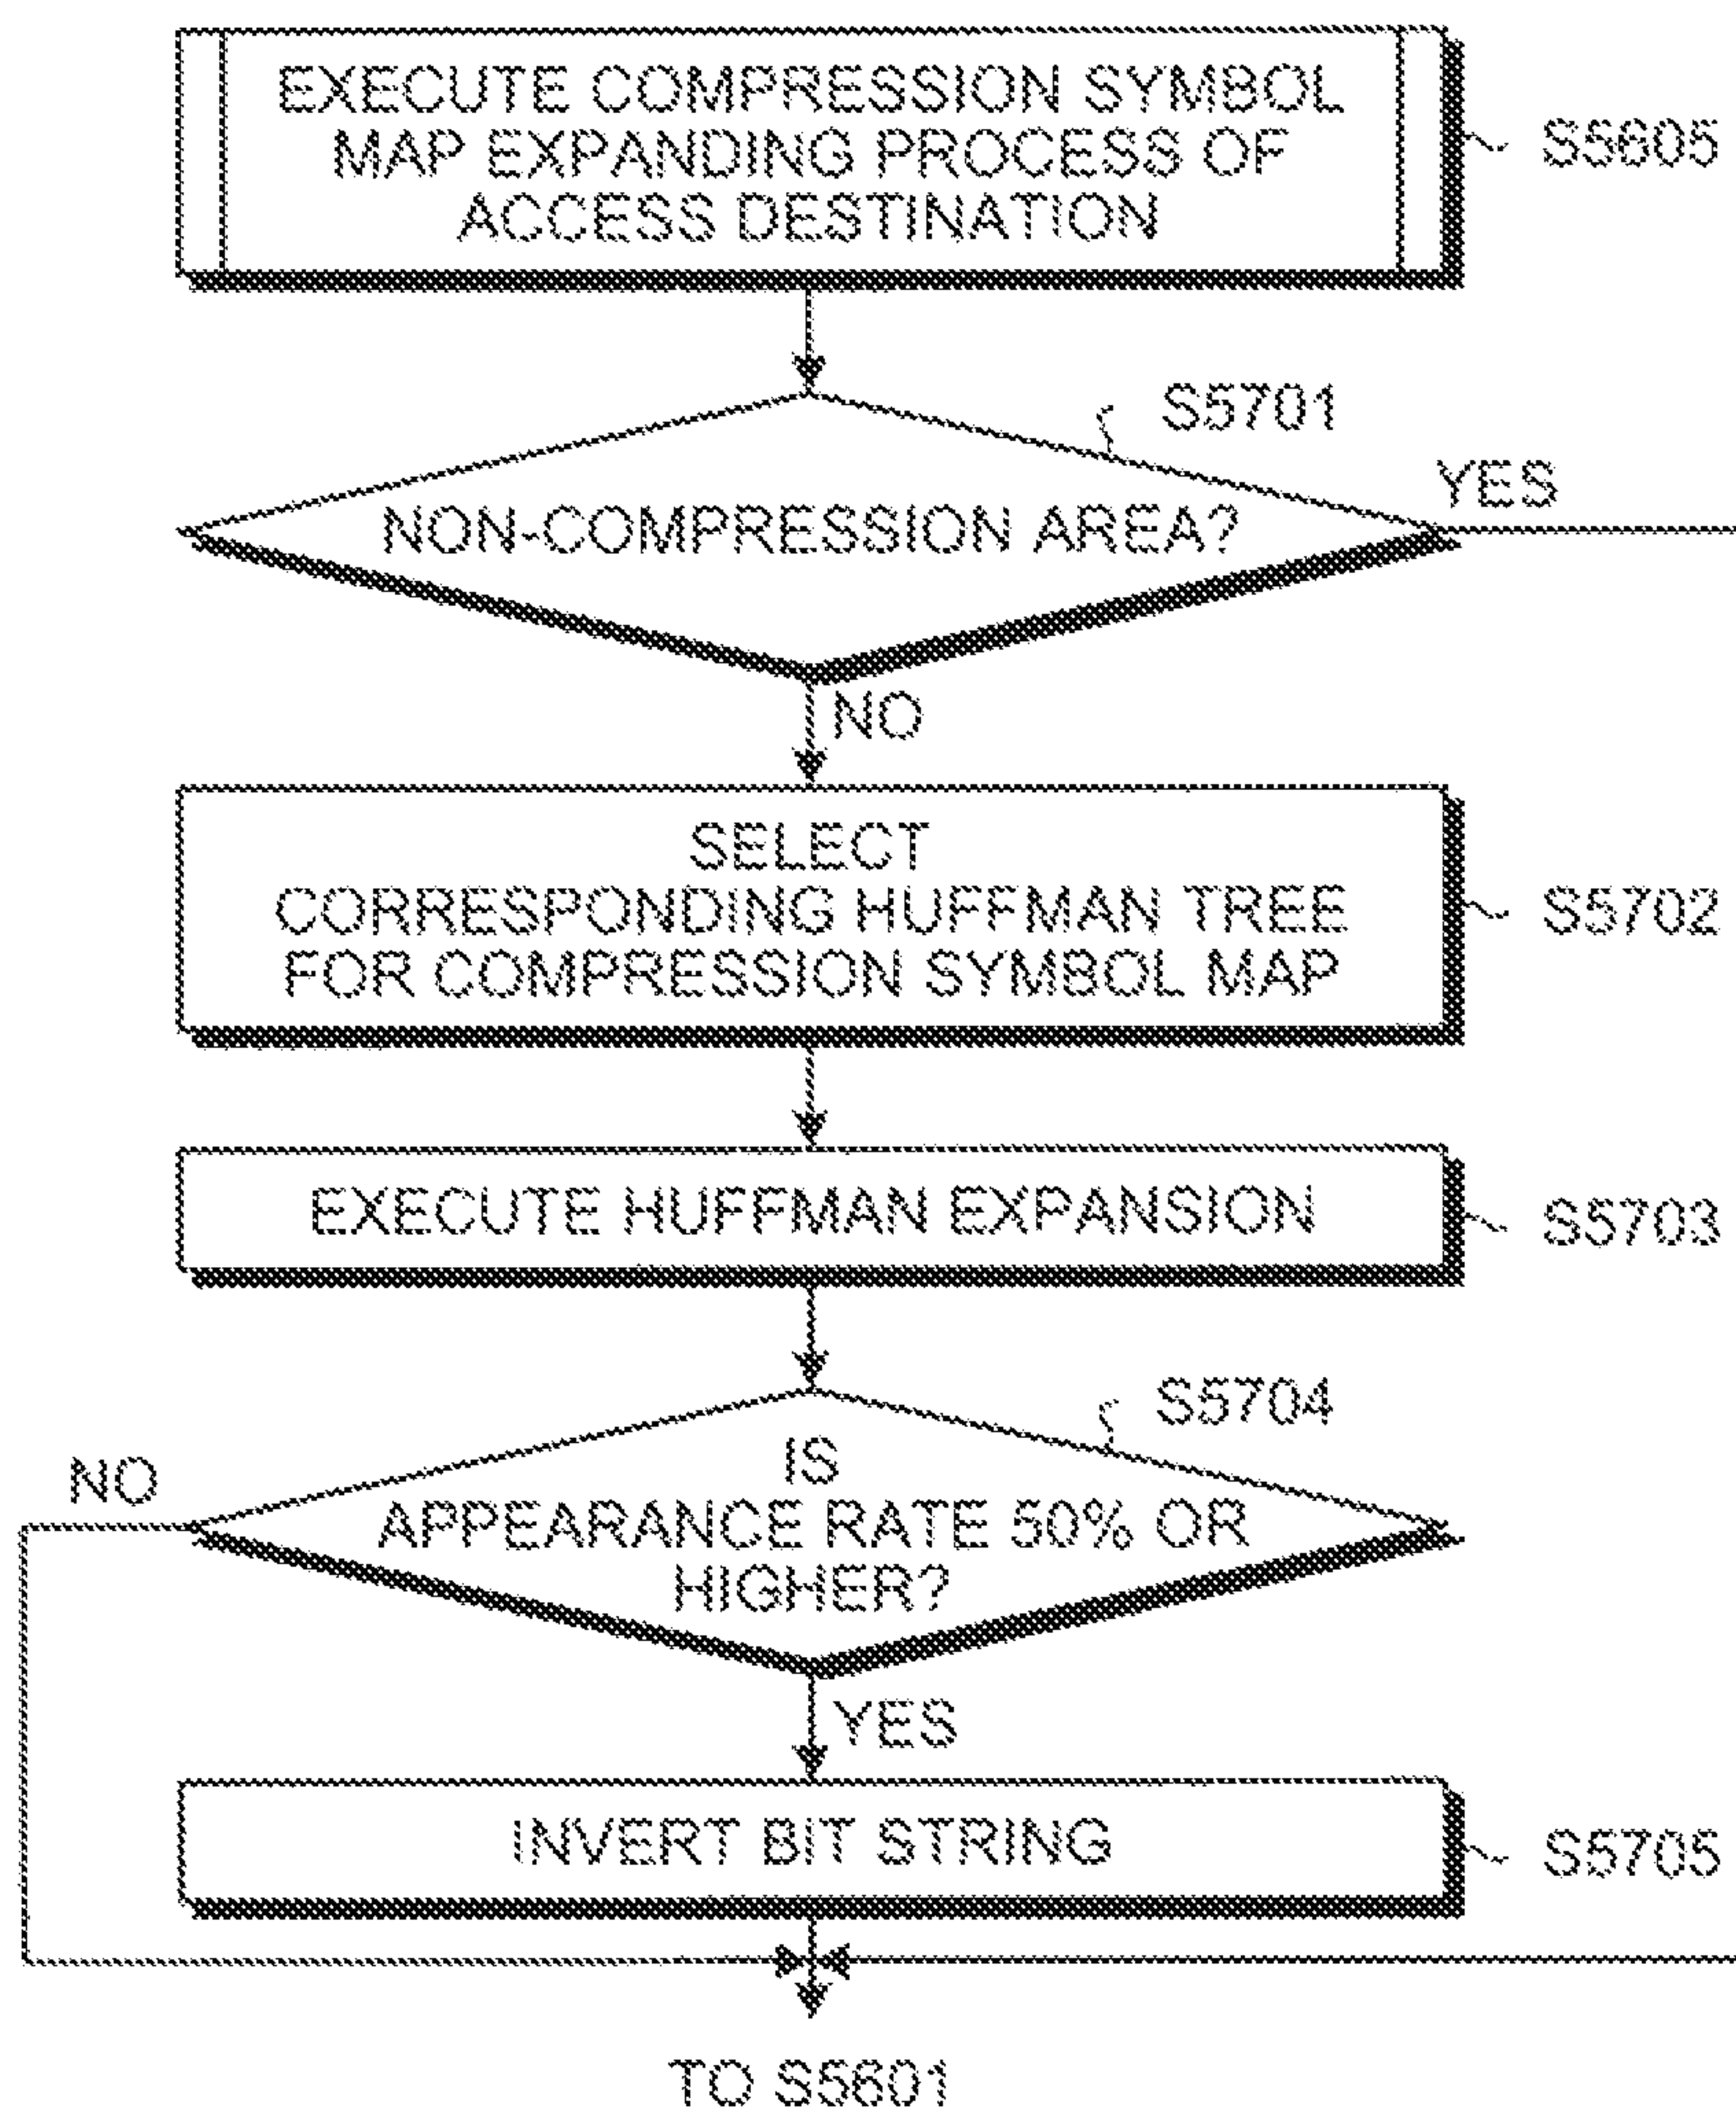 EXECUTE COMPRESSION SYMBOL
MAP EXPANDING PROCESS OF
ACCESS DESTINATION
S5605
S5701
NON-COMPRESSION AREA?
YES
NO
SELECT
CORRESPONDING HUFFMAN TREE
FOR COMPRESSION SYMBOL MAP
S5702
EXECUTE HUFFMAN EXPANSION
S5703
S5704
NO
IS
APPEARANCE RATE 50% OR
HIGHER?
YES
INVERT BIT STRING
S5705
TO S5601